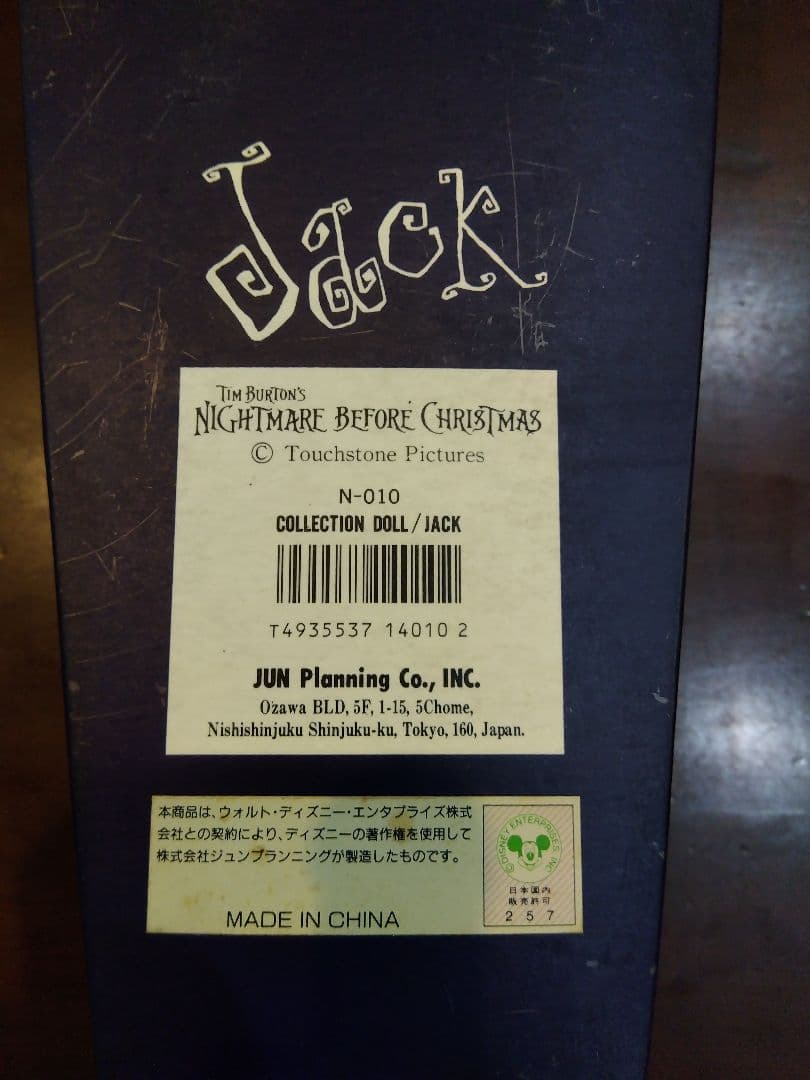 Jack
TIM BURTON'S
NIGHTMARE BEFORE CHRISTMAS
© Touchstone Pictures
N-010
COLLECTION DOLL/JACK
T4935537 14010 2
JUN Planning Co., INC.
Ozawa BLD, 5F, 1-15, 5Chome,
Nishishinjuku Shinjuku-ku, Tokyo, 160, Japan.
本商品は、ウォルト・ディズニー・エンタプライズ株式
会社との契約により、ディズニーの著作権を使用して
株式会社ジュンプランニングが製造したものです。
MADE IN CHINA
© DISNEY ENTERPRISES INC
日本国内
販売許可
2 5 7